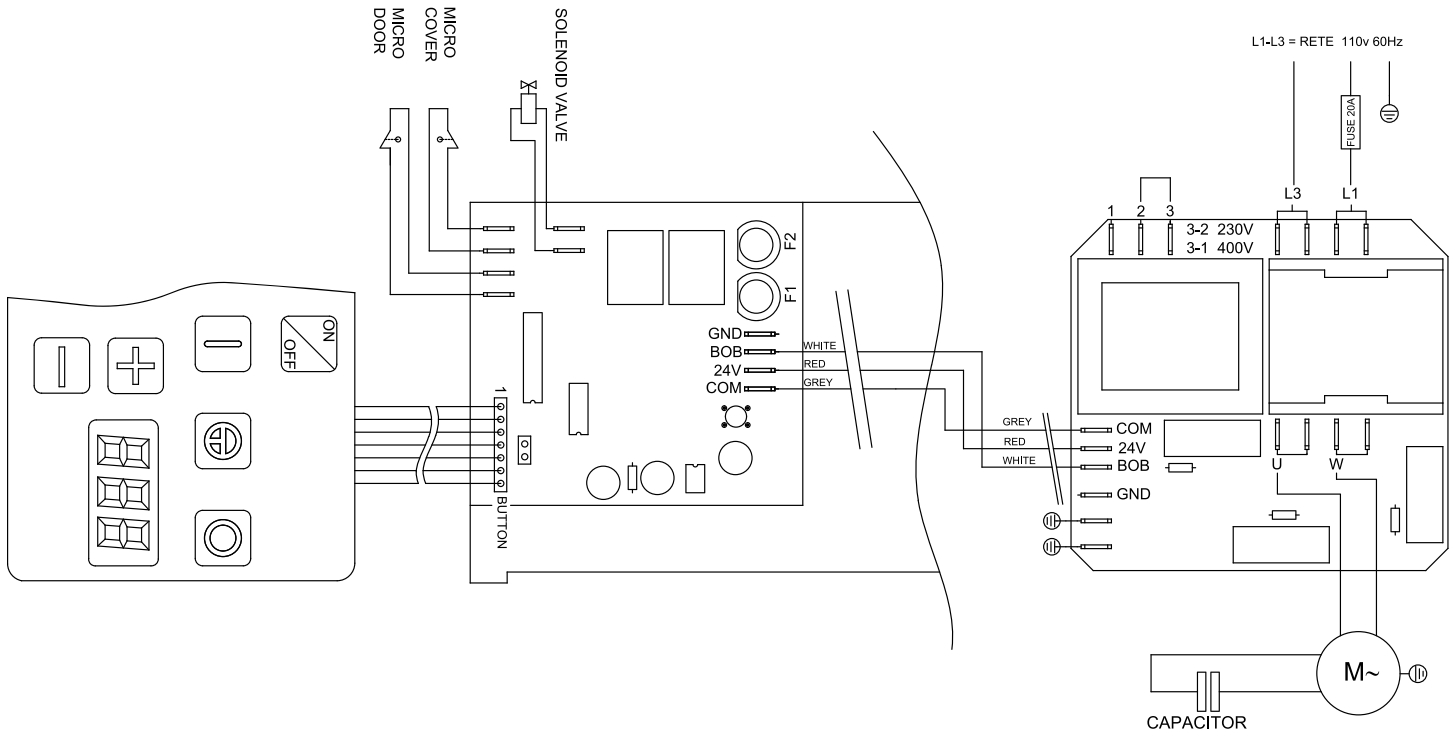 MICRO
DOOR
MICRO
COVER
SOLENOID VALVE
L1-L3 = RETE 110v 60Hz
FUSE 20A
L3
L1
1
2
3
3-2 230V
3-1 400V
F2
F1
GND
BOB
24V
COM
WHITE
RED
GREY
ON
OFF
1
BUTTON
GREY
RED
WHITE
COM
24V
BOB
GND
U
W
M~
CAPACITOR